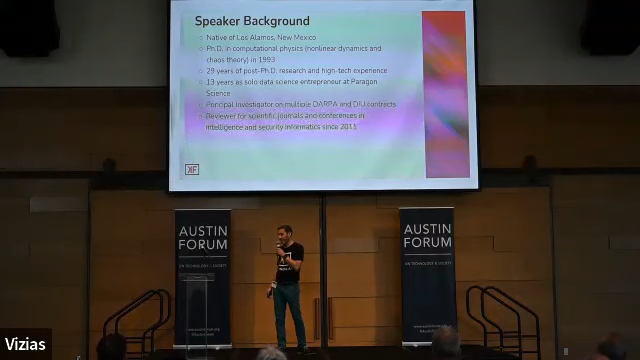 Speaker Background
Native of Los Alamos, New Mexico
Ph.D. in computational physics (nonlinear dynamics and
chaos theory) in 1993
29 years of post-Ph.D. research and high-tech experience
13 years as solo data science entrepreneur at Paragon
Science
Principal investigator on multiple DARPA and DIU contracts
Reviewer for scientific journals and conferences in
intelligence and security informatics since 2011
AUSTIN
FORUM
ON TECHNOLOGY & SOCIETY
AUSTIN
FORUM
ON TECHNOLOGY & SOCIETY
Vizias